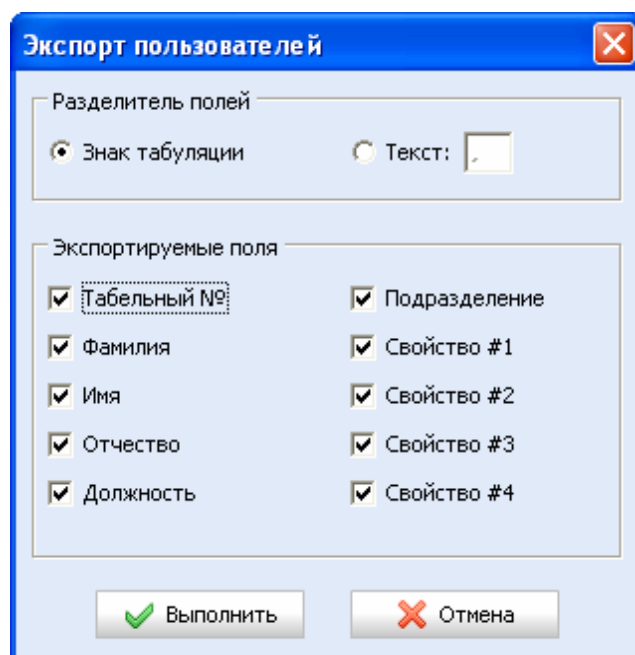 Экспорт пользователей
Разделитель полей
Знак табуляции Текст: ,
Экспортируемые поля
Табельный № Подразделение
Фамилия Свойство #1
Имя Свойство #2
Отчество Свойство #3
Должность Свойство #4
Выполнить Отмена